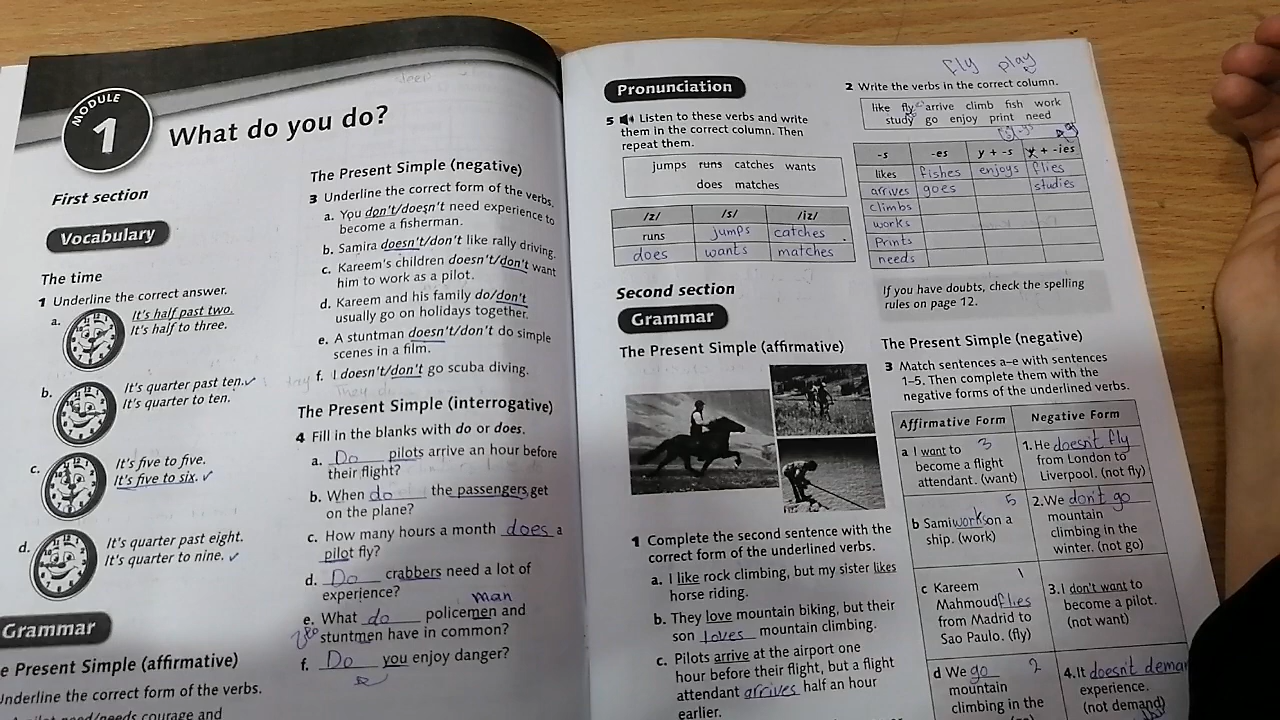 MODULE
1
What do you do?
First section
Vocabulary
The time
1 Underline the correct answer.
a. It's half past two.
It's half to three.
b. It's quarter past ten.✓
It's quarter to ten.
c. It's five to five.
It's five to six. ✓
d. It's quarter past eight.
It's quarter to nine. ✓
Grammar
e Present Simple (affirmative)
Underline the correct form of the verbs.
need/needs courage and
The Present Simple (negative)
3 Underline the correct form of the verbs.
a. You don't/doesn't need experience to
become a fisherman.
b. Samira doesn't/don't like rally driving.
c. Kareem's children doesn't/don't want
him to work as a pilot.
d. Kareem and his family do/don't
usually go on holidays together.
e. A stuntman doesn't/don't do simple
scenes in a film.
f. I doesn't/don't go scuba diving.
The Present Simple (interrogative)
4 Fill in the blanks with do or does.
a. Do pilots arrive an hour before
their flight?
b. When do the passengers get
on the plane?
c. How many hours a month does a
pilot fly?
d. Do crabbers need a lot of
experience?
man
e. What do policemen and
stuntmen have in common?
f. Do you enjoy danger?
Pronunciation
5 Listen to these verbs and write
them in the correct column. Then
repeat them.
jumps runs catches wants
does matches
/z/ /s/ /iz/
runs jumps catches
does wants matches
Second section
Grammar
The Present Simple (affirmative)
1 Complete the second sentence with the
correct form of the underlined verbs.
a. I like rock climbing, but my sister likes
horse riding.
b. They love mountain biking, but their
son loves mountain climbing.
c. Pilots arrive at the airport one
hour before their flight, but a flight
attendant arrives half an hour
earlier.
fly play
2 Write the verbs in the correct column.
like fly arrive climb fish work
study go enjoy print need
-s -es y + -s y + -ies
likes fishes enjoys flies
arrives goes studies
climbs
works
Prints
needs
If you have doubts, check the spelling
rules on page 12.
The Present Simple (negative)
3 Match sentences a–e with sentences
1–5. Then complete them with the
negative forms of the underlined verbs.
Affirmative Form Negative Form
a I want to 3
become a flight
attendant. (want)
1. He doesn't fly
from London to
Liverpool. (not fly)
5
b Sami works on a
ship. (work)
2. We don't go
mountain
climbing in the
winter. (not go)
c Kareem 1
Mahmoud flies
from Madrid to
Sao Paulo. (fly)
3. I don't want to
become a pilot.
(not want)
d We go 2
mountain
climbing in the
4. It doesn't deman
experience.
(not demand)